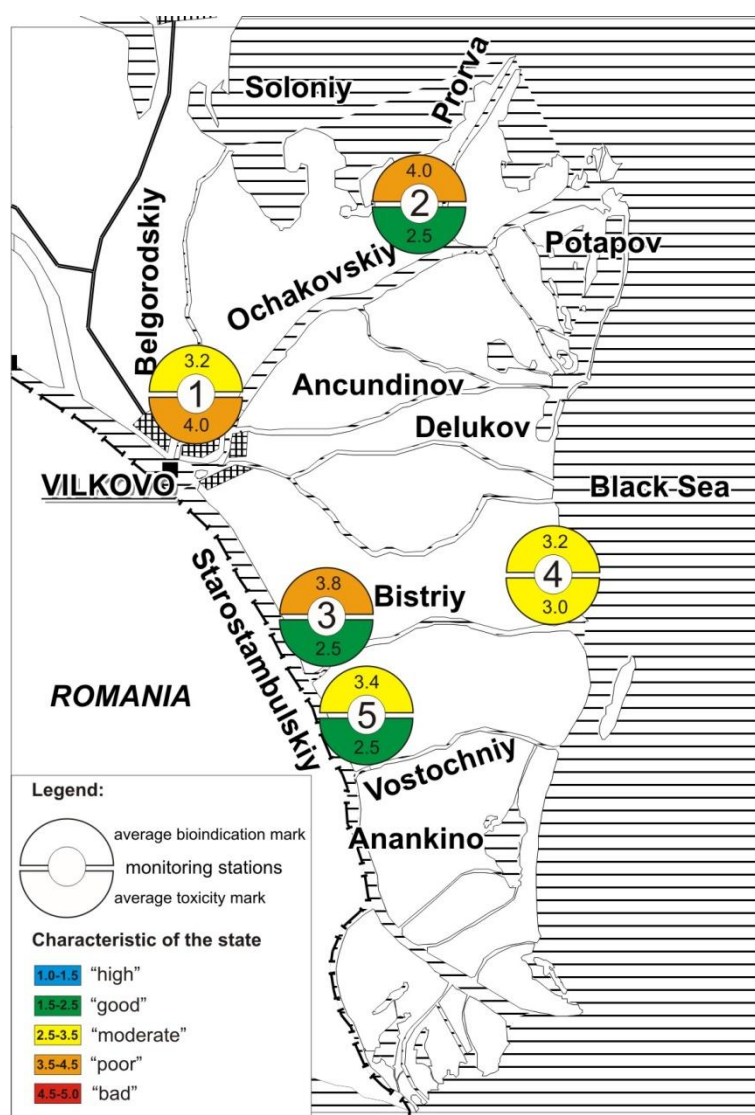 Soloniy
Prorva
4.0
2
2.5
Belgorodskiy
Ochakovskiy
Potapov
3.2
1
4.0
Ancundinov
Delukov
VILKOVO
Black Sea
3.2
4
3.0
Starostambulskiy
3.8
3
2.5
Bistriy
ROMANIA
3.4
5
2.5
Vostochniy
Anankino
Legend:
average bioindication mark
monitoring stations
average toxicity mark
Characteristic of the state
1.0-1.5 “high”
1.5-2.5 “good”
2.5-3.5 “moderate”
3.5-4.5 “poor”
4.5-5.0 “bad”